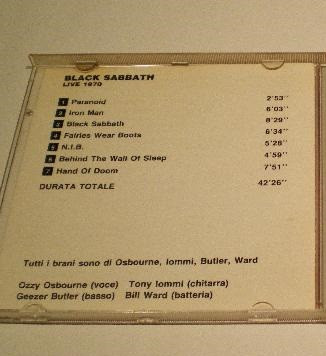 BLACK SABBATH
LIVE 1970
1 Paranoid 2'53''
2 Iron Man 6'03''
3 Black Sabbath 8'29''
4 Fairies Wear Boots 6'34''
5 N.I.B. 5'28''
6 Behind The Wall Of Sleep 4'59''
7 Hand Of Doom 7'51''
DURATA TOTALE 42'26''
Tutti i brani sono di Osbourne, Iommi, Butler, Ward
Ozzy Osbourne (voce) Tony Iommi (chitarra)
Geezer Butler (basso) Bill Ward (batteria)